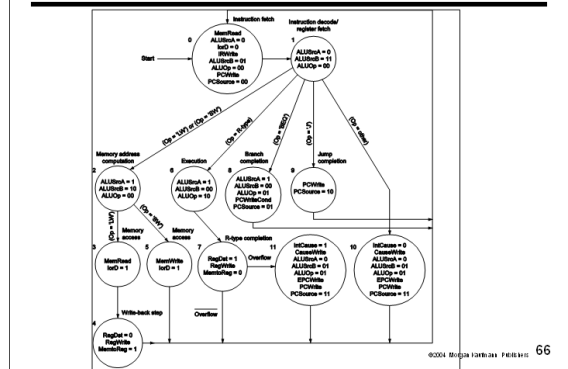 Instruction fetch
0
MemRead
ALUSrcA = 0
IorD = 0
IRWrite
ALUSrcB = 01
ALUOp = 00
PCWrite
PCSource = 00
Start
Instruction decode/
register fetch
1
ALUSrcA = 0
ALUSrcB = 11
ALUOp = 00
(Op = 'LW') or (Op = 'SW')
(Op = R-type)
(Op = 'BEQ')
(Op = 'J')
(Op = other)
Memory address
computation
2
ALUSrcA = 1
ALUSrcB = 10
ALUOp = 00
Execution
6
ALUSrcA = 1
ALUSrcB = 00
ALUOp = 10
Branch
completion
8
ALUSrcA = 1
ALUSrcB = 00
ALUOp = 01
PCWriteCond
PCSource = 01
Jump
completion
9
PCWrite
PCSource = 10
(Op = 'LW')
(Op = 'SW')
Memory
access
3
MemRead
IorD = 1
Memory
access
5
MemWrite
IorD = 1
R-type completion
7
RegDst = 1
RegWrite
MemtoReg = 0
Overflow
Overflow
11
IntCause = 1
CauseWrite
ALUSrcA = 0
ALUSrcB = 01
ALUOp = 01
EPCWrite
PCWrite
PCSource = 11
10
IntCause = 0
CauseWrite
ALUSrcA = 0
ALUSrcB = 01
ALUOp = 01
EPCWrite
PCWrite
PCSource = 11
Write-back step
4
RegDst = 0
RegWrite
MemtoReg = 1
©2004 Morgan Kaufmann Publishers 66